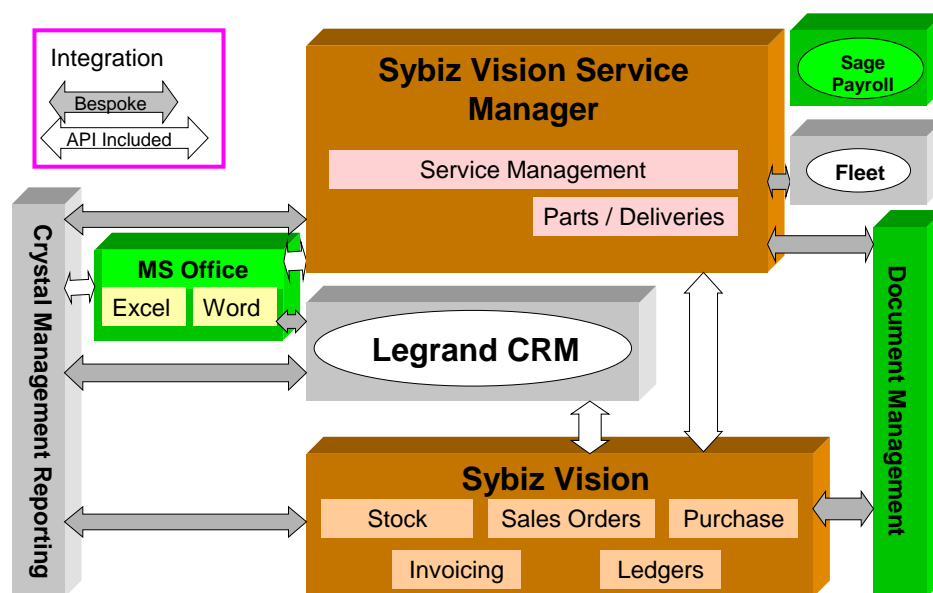 Integration
Bespoke
API Included
Sybiz Vision Service
Manager
Service Management
Parts / Deliveries
Sage
Payroll
Fleet
Crystal Management Reporting
MS Office
Excel
Word
Legrand CRM
Document Management
Sybiz Vision
Stock
Sales Orders
Purchase
Invoicing
Ledgers